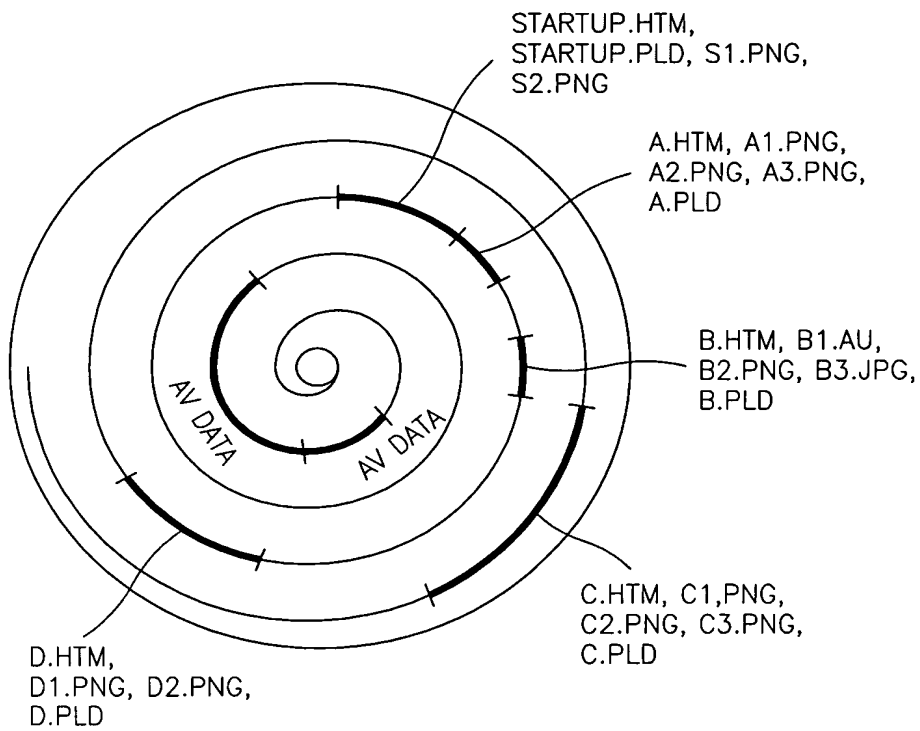 STARTUP.HTM,
STARTUP.PLD, S1.PNG,
S2.PNG
A.HTM, A1.PNG,
A2.PNG, A3.PNG,
A.PLD
B.HTM, B1.AU,
B2.PNG, B3.JPG,
B.PLD
AV DATA
AV DATA
C.HTM, C1,PNG,
C2.PNG, C3.PNG,
C.PLD
D.HTM,
D1.PNG, D2.PNG,
D.PLD